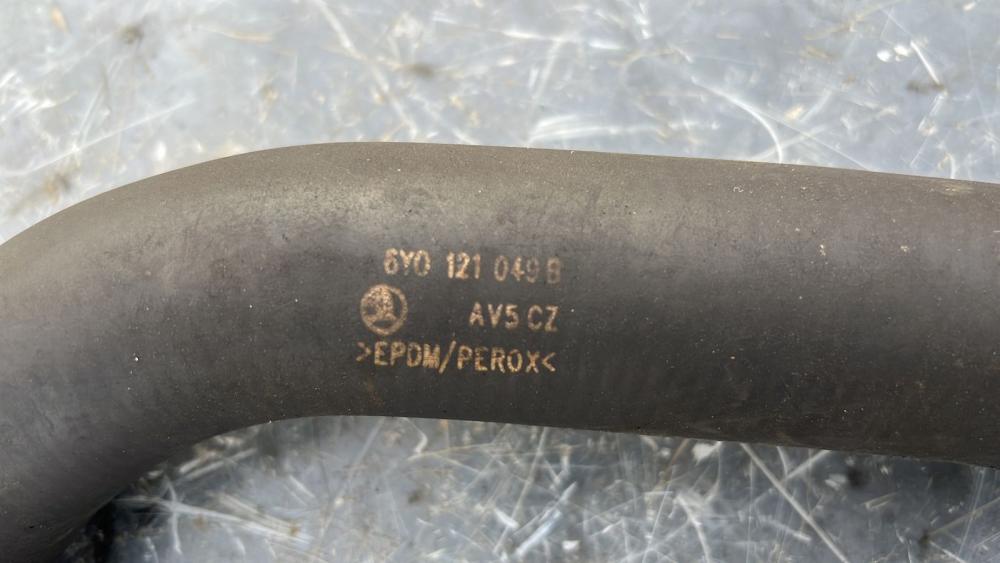 6Y0 121 049 B
AV5 CZ
>EPDM/PEROX<